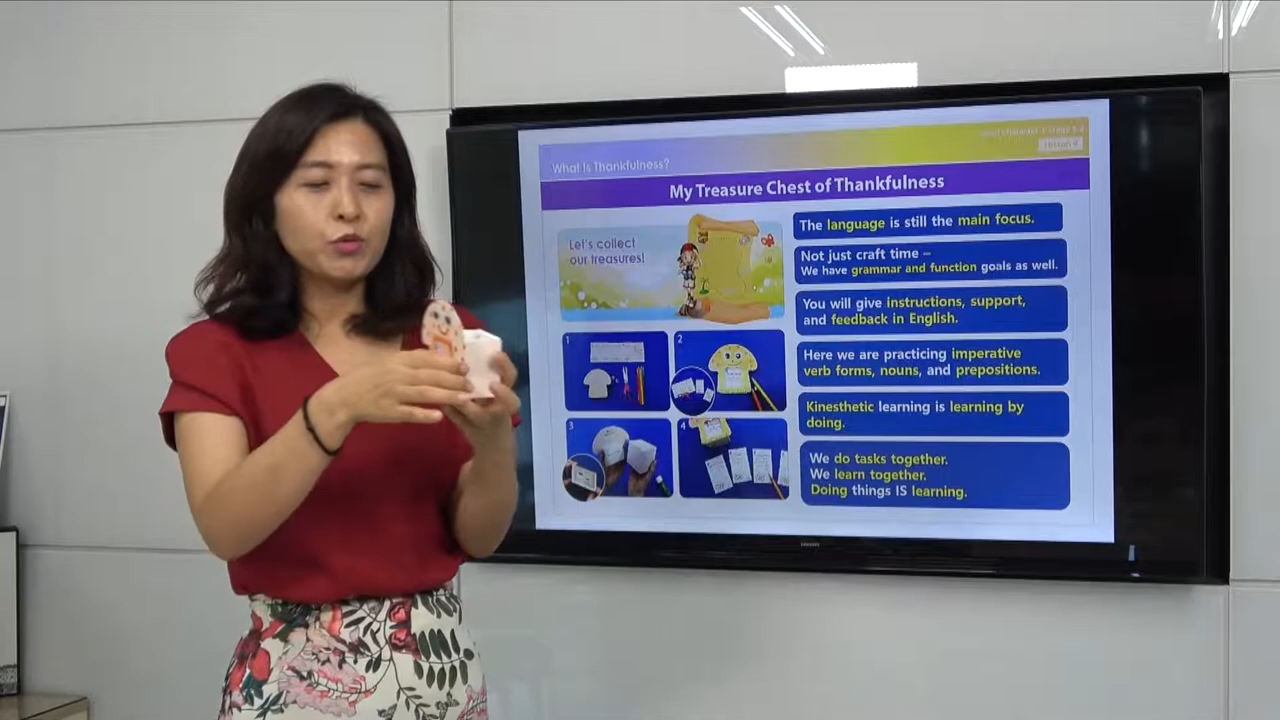 What Is Thankfulness?
Lesson 9
My Treasure Chest of Thankfulness
Let's collect
our treasures!
1
2
3
4
The language is still the main focus.
Not just craft time –
We have grammar and function goals as well.
You will give instructions, support,
and feedback in English.
Here we are practicing imperative
verb forms, nouns, and prepositions.
Kinesthetic learning is learning by
doing.
We do tasks together.
We learn together.
Doing things IS learning.